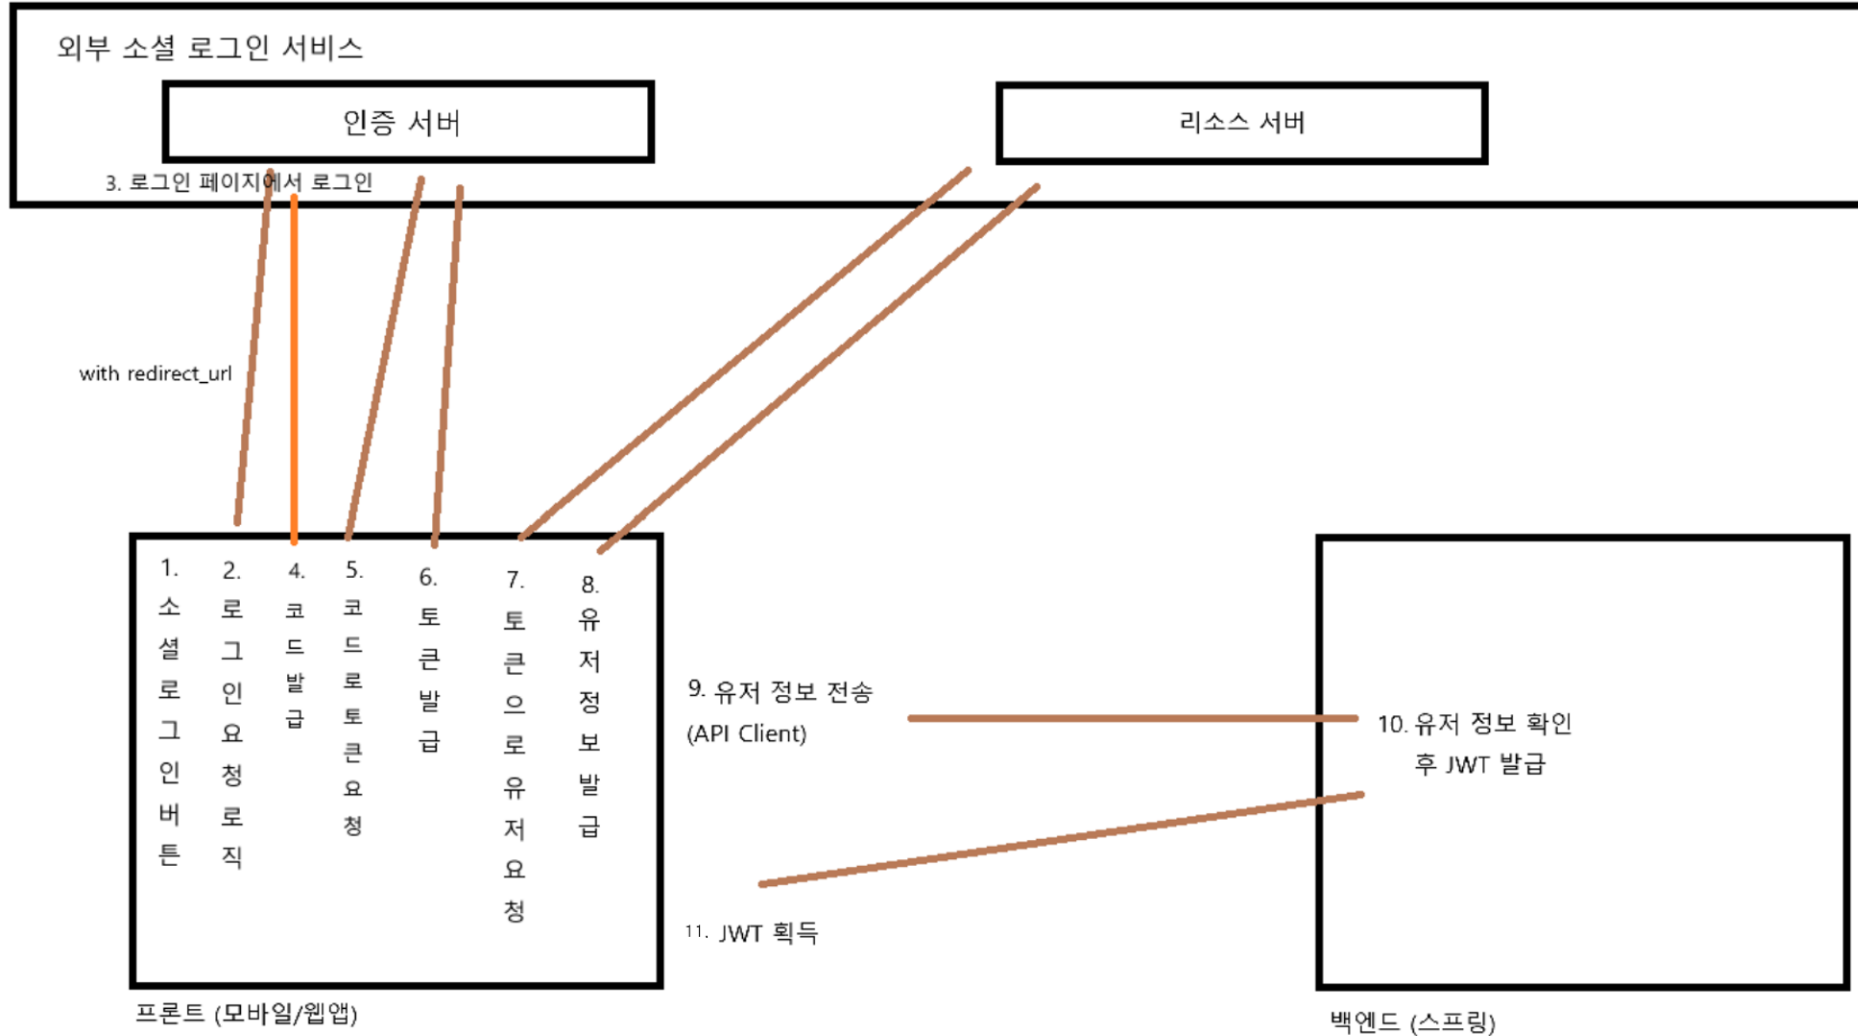 외부 소셜 로그인 서비스
인증 서버
리소스 서버
3. 로그인 페이지에서 로그인
with redirect_url
1. 소셜로그인버튼
2. 로그인요청로직
4. 코드발급
5. 코드로토큰요청
6. 토큰발급
7. 토큰으로유저요청
8. 유저정보발급
9. 유저 정보 전송
(API Client)
10. 유저 정보 확인
후 JWT 발급
11. JWT 획득
프론트 (모바일/웹앱)
백엔드 (스프링)